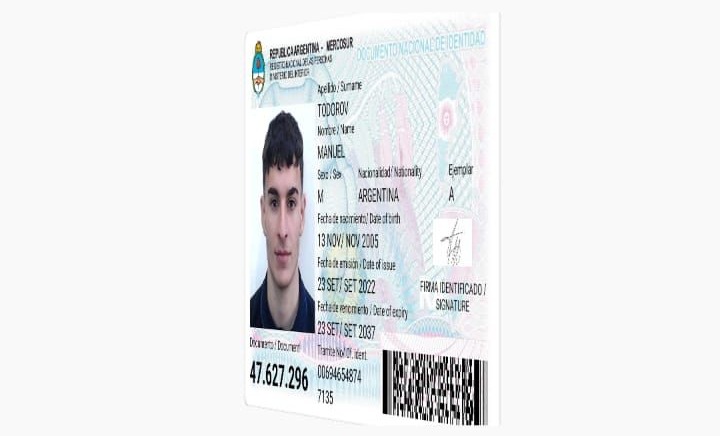 REPUBLICA ARGENTINA - MERCOSUR
REGISTRO NACIONAL DE LAS PERSONAS
MINISTERIO DEL INTERIOR
DOCUMENTO NACIONAL DE IDENTIDAD
Apellido / Surname
TODOROV
Nombre / Name
MANUEL
Sexo / Sex Nacionalidad/ Nationality Ejemplar
M ARGENTINA A
Fecha de nacimiento/ Date of birth
13 NOV/ NOV 2005
Fecha de emisión / Date of issue
23 SET/ SET 2022
FIRMA IDENTIFICADO /
SIGNATURE
Fecha de vencimiento / Date of expiry
23 SET/ SET 2037
Documento / Document
47.627.296
Tramite No/ Of. ident.
00694654874
7135